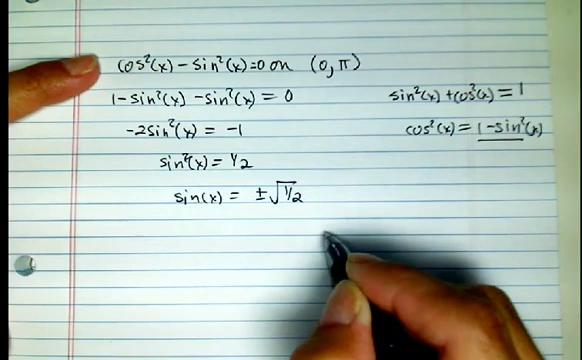 cos²(x) - sin²(x) = 0 on (0, π)
1 - sin²(x) - sin²(x) = 0
-2sin²(x) = -1
sin²(x) = 1/2
sin(x) = ±√1/2
sin²(x) + cos²(x) = 1
cos²(x) = 1 - sin²(x)